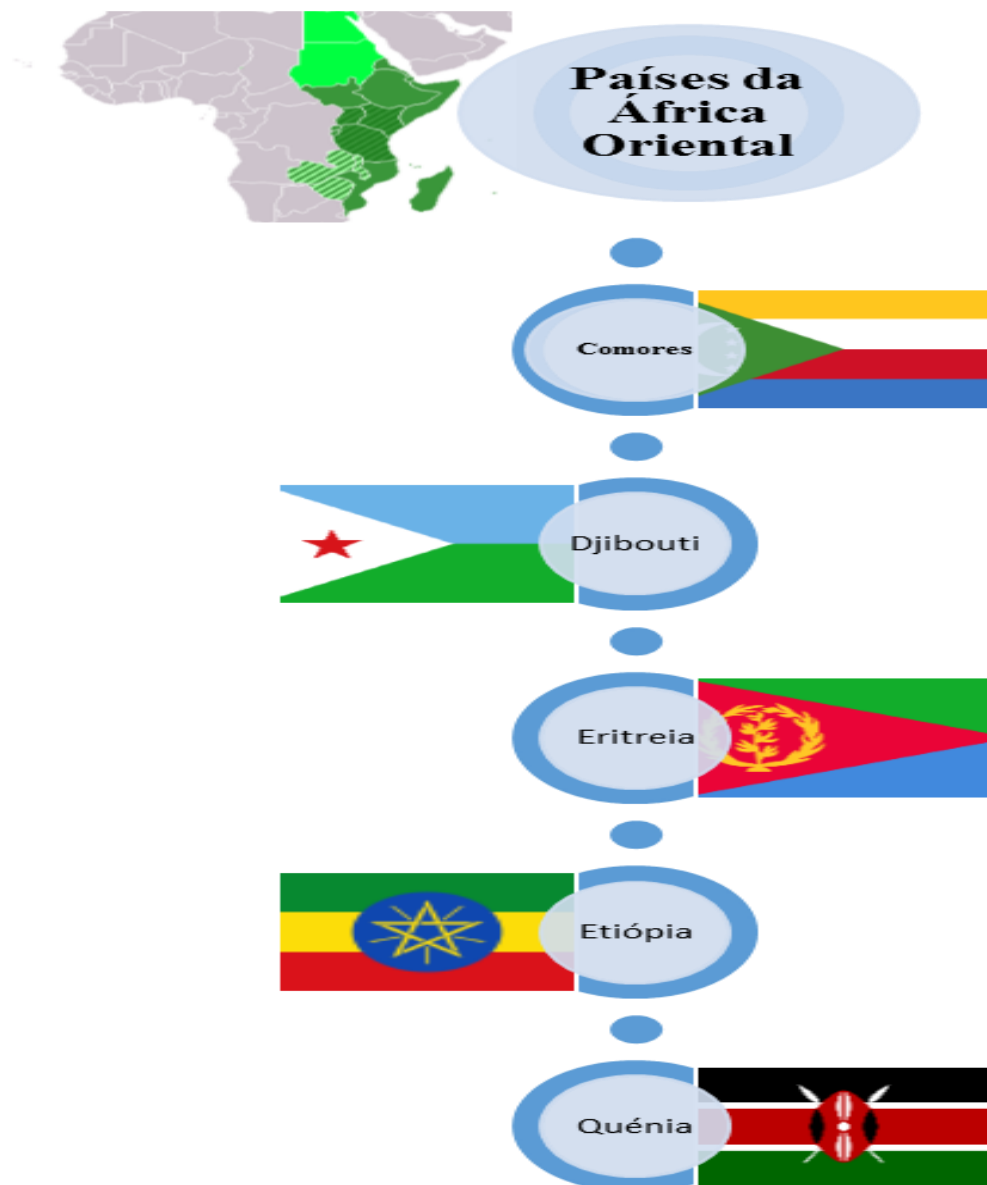 Países da
África
Oriental
Comores
Djibouti
Eritreia
Etiópia
Quénia